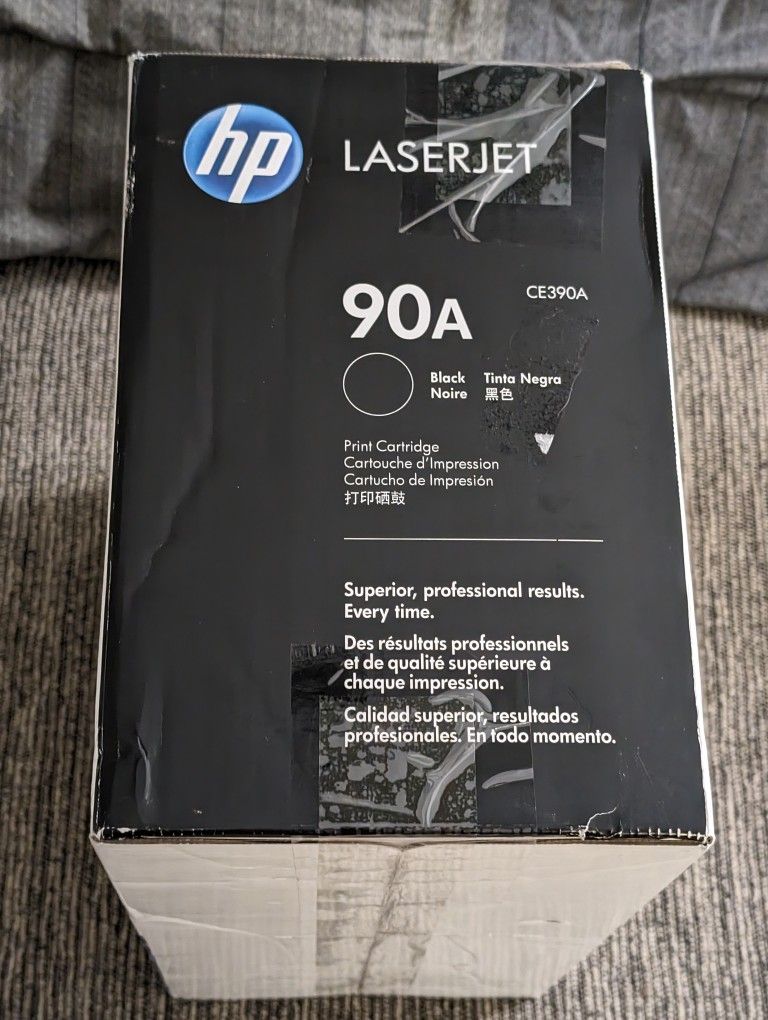 hp LASERJET
90A CE390A
Black Tinta Negra
Noire 黑色
Print Cartridge
Cartouche d'Impression
Cartucho de Impresión
打印硒鼓
Superior, professional results.
Every time.
Des résultats professionnels
et de qualité supérieure à
chaque impression.
Calidad superior, resultados
profesionales. En todo momento.